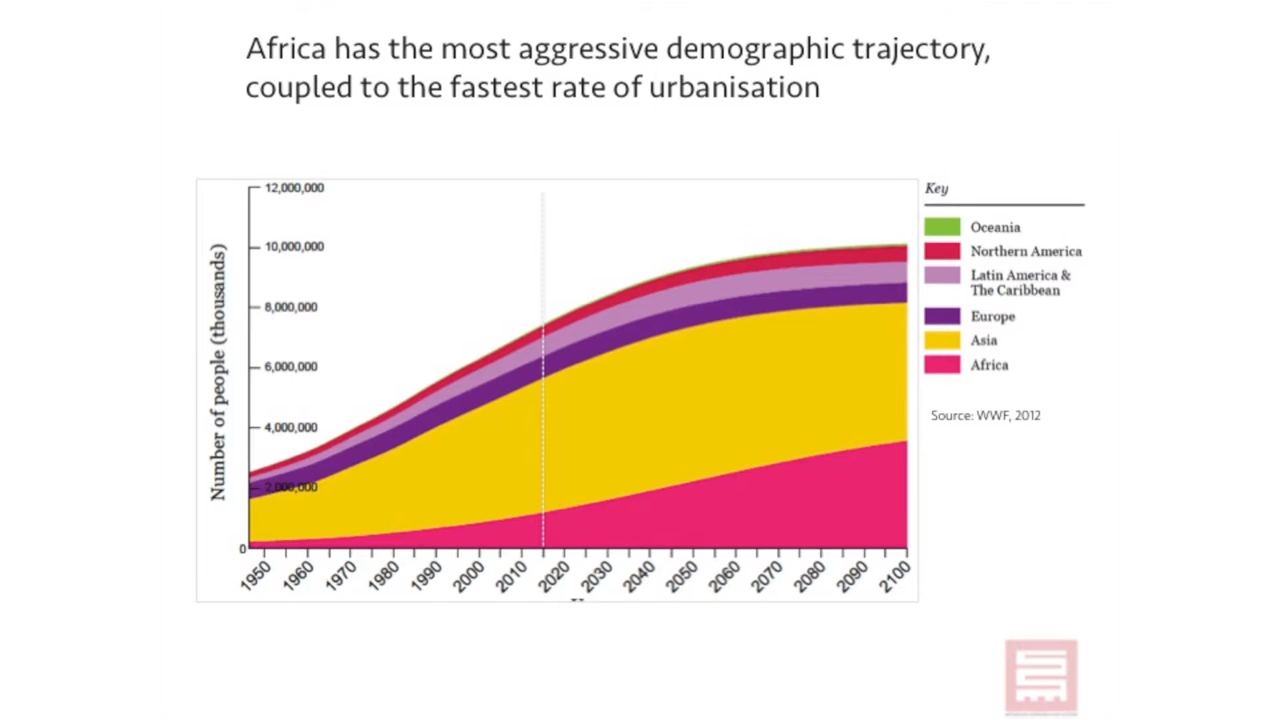 Africa has the most aggressive demographic trajectory,
coupled to the fastest rate of urbanisation
Number of people (thousands)
12,000,000
10,000,000
8,000,000
6,000,000
4,000,000
2,000,000
0
1950 1960 1970 1980 1990 2000 2010 2020 2030 2040 2050 2060 2070 2080 2090 2100
Key
Oceania
Northern America
Latin America &
The Caribbean
Europe
Asia
Africa
Source: WWF, 2012